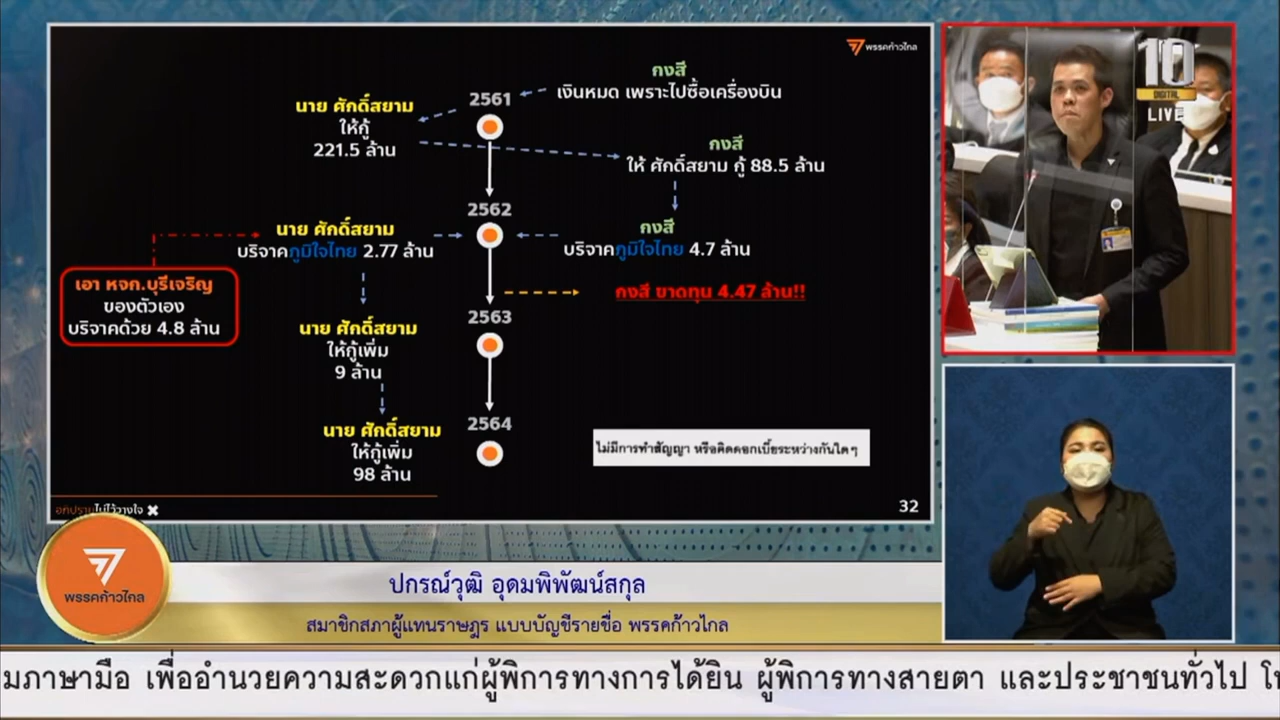 พรรคก้าวไกล
กงสี
เงินหมด เพราะไปซื้อเครื่องบิน
2561
นาย ศักดิ์สยาม
ให้กู้
221.5 ล้าน
กงสี
ให้ ศักดิ์สยาม กู้ 88.5 ล้าน
2562
นาย ศักดิ์สยาม
บริจาคภูมิใจไทย 2.77 ล้าน
กงสี
บริจาคภูมิใจไทย 4.7 ล้าน
เอา หจก.บุรีเจริญ
ของตัวเอง
บริจาคด้วย 4.8 ล้าน
กงสี ขาดทุน 4.47 ล้าน!!
2563
นาย ศักดิ์สยาม
ให้กู้เพิ่ม
9 ล้าน
2564
นาย ศักดิ์สยาม
ให้กู้เพิ่ม
98 ล้าน
ไม่มีการทำสัญญา หรือคิดดอกเบี้ยระหว่างกันใดๆ
อภิปรายไม่ไว้วางใจ
32
10
DIGITAL
LIVE
พรรคก้าวไกล
ปกรณ์วุฒิ อุดมพิพัฒน์สกุล
สมาชิกสภาผู้แทนราษฎร แบบบัญชีรายชื่อ พรรคก้าวไกล
มภาษามือ เพื่ออำนวยความสะดวกแก่ผู้พิการทางการได้ยิน ผู้พิการทางสายตา และประชาชนทั่วไป